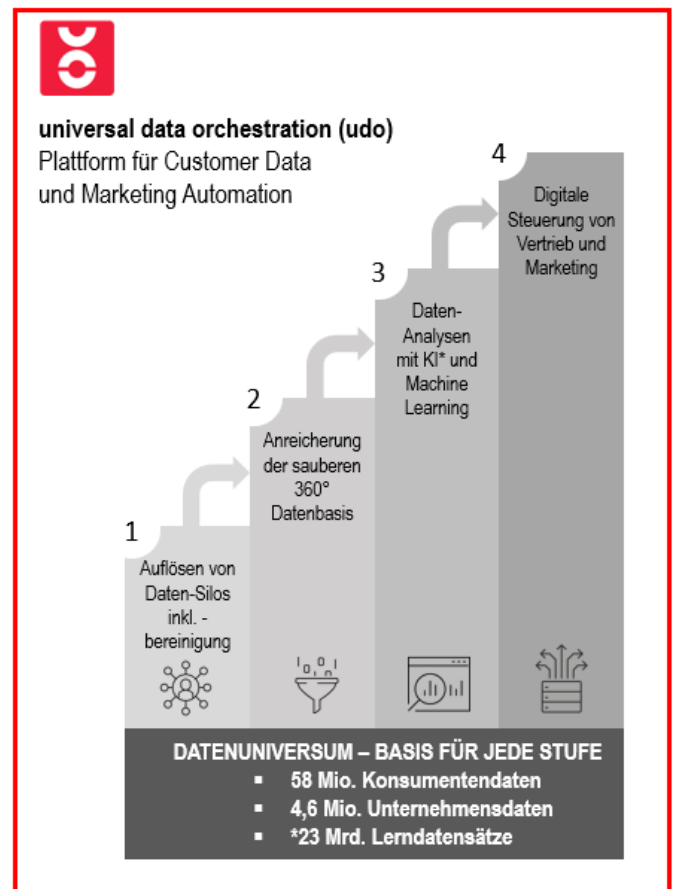 universal data orchestration (udo)
Plattform für Customer Data
und Marketing Automation
1
Auflösen von
Daten-Silos
inkl. -
bereinigung
2
Anreicherung
der sauberen
360°
Datenbasis
3
Daten-
Analysen
mit KI* und
Machine
Learning
4
Digitale
Steuerung von
Vertrieb und
Marketing
DATENUNIVERSUM – BASIS FÜR JEDE STUFE
▪ 58 Mio. Konsumentendaten
▪ 4,6 Mio. Unternehmensdaten
▪ *23 Mrd. Lerndatensätze